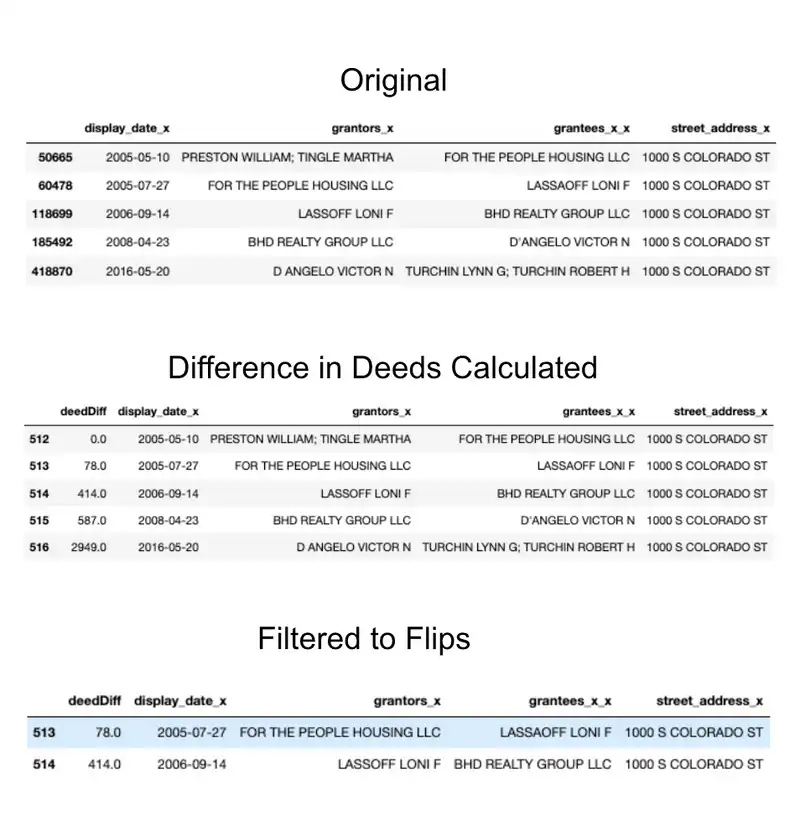 Original
display_date_x grantors_x grantees_x_x street_address_x
50665 2005-05-10 PRESTON WILLIAM; TINGLE MARTHA FOR THE PEOPLE HOUSING LLC 1000 S COLORADO ST
60478 2005-07-27 FOR THE PEOPLE HOUSING LLC LASSAOFF LONI F 1000 S COLORADO ST
118699 2006-09-14 LASSOFF LONI F BHD REALTY GROUP LLC 1000 S COLORADO ST
185492 2008-04-23 BHD REALTY GROUP LLC D'ANGELO VICTOR N 1000 S COLORADO ST
418870 2016-05-20 D ANGELO VICTOR N TURCHIN LYNN G; TURCHIN ROBERT H 1000 S COLORADO ST
Difference in Deeds Calculated
deedDiff display_date_x grantors_x grantees_x_x street_address_x
512 0.0 2005-05-10 PRESTON WILLIAM; TINGLE MARTHA FOR THE PEOPLE HOUSING LLC 1000 S COLORADO ST
513 78.0 2005-07-27 FOR THE PEOPLE HOUSING LLC LASSAOFF LONI F 1000 S COLORADO ST
514 414.0 2006-09-14 LASSOFF LONI F BHD REALTY GROUP LLC 1000 S COLORADO ST
515 587.0 2008-04-23 BHD REALTY GROUP LLC D'ANGELO VICTOR N 1000 S COLORADO ST
516 2949.0 2016-05-20 D ANGELO VICTOR N TURCHIN LYNN G; TURCHIN ROBERT H 1000 S COLORADO ST
Filtered to Flips
deedDiff display_date_x grantors_x grantees_x_x street_address_x
513 78.0 2005-07-27 FOR THE PEOPLE HOUSING LLC LASSAOFF LONI F 1000 S COLORADO ST
514 414.0 2006-09-14 LASSOFF LONI F BHD REALTY GROUP LLC 1000 S COLORADO ST